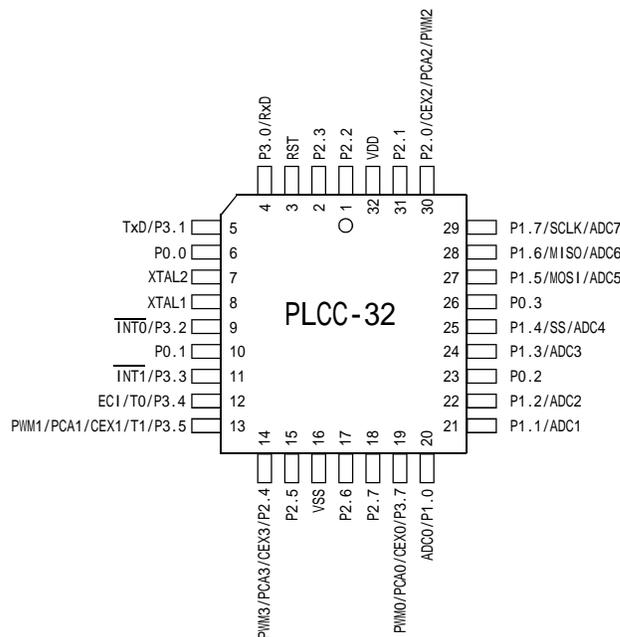 P3.0/RxD
RST
P2.3
P2.2
VDD
P2.1
P2.0/CEX2/PCA2/PWM2
4
3
2
1
32
31
30
TxD/P3.1
5
P0.0
6
XTAL2
7
XTAL1
8
INT0/P3.2
9
P0.1
10
INT1/P3.3
11
ECI/T0/P3.4
12
PWM1/PCA1/CEX1/T1/P3.5
13
PLCC-32
29
P1.7/SCLK/ADC7
28
P1.6/MISO/ADC6
27
P1.5/MOSI/ADC5
26
P0.3
25
P1.4/SS/ADC4
24
P1.3/ADC3
23
P0.2
22
P1.2/ADC2
21
P1.1/ADC1
14
15
16
17
18
19
20
PWM3/PCA3/CEX3/P2.4
P2.5
VSS
P2.6
P2.7
PWM0/PCA0/CEX0/P3.7
ADC0/P1.0